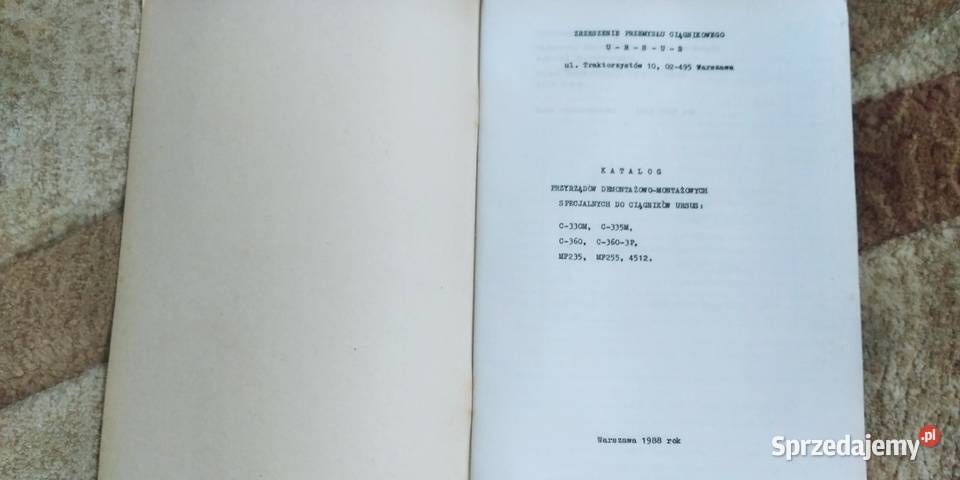 ZRZESZENIE PRZEMYSŁU CIĄGNIKOWEGO
U - R - S - U - S
ul. Traktorzystów 10, 02-495 Warszawa
K A T A L O G
PRZYRZĄDÓW DEMONTAŻOWO-MONTAŻOWYCH
SPECJALNYCH DO CIĄGNIKÓW URSUS:
C-330M, C-335M,
C-360, C-360-3P,
MF235, MF255, 4512.
Warszawa 1988 rok
Sprzedajemy.pl